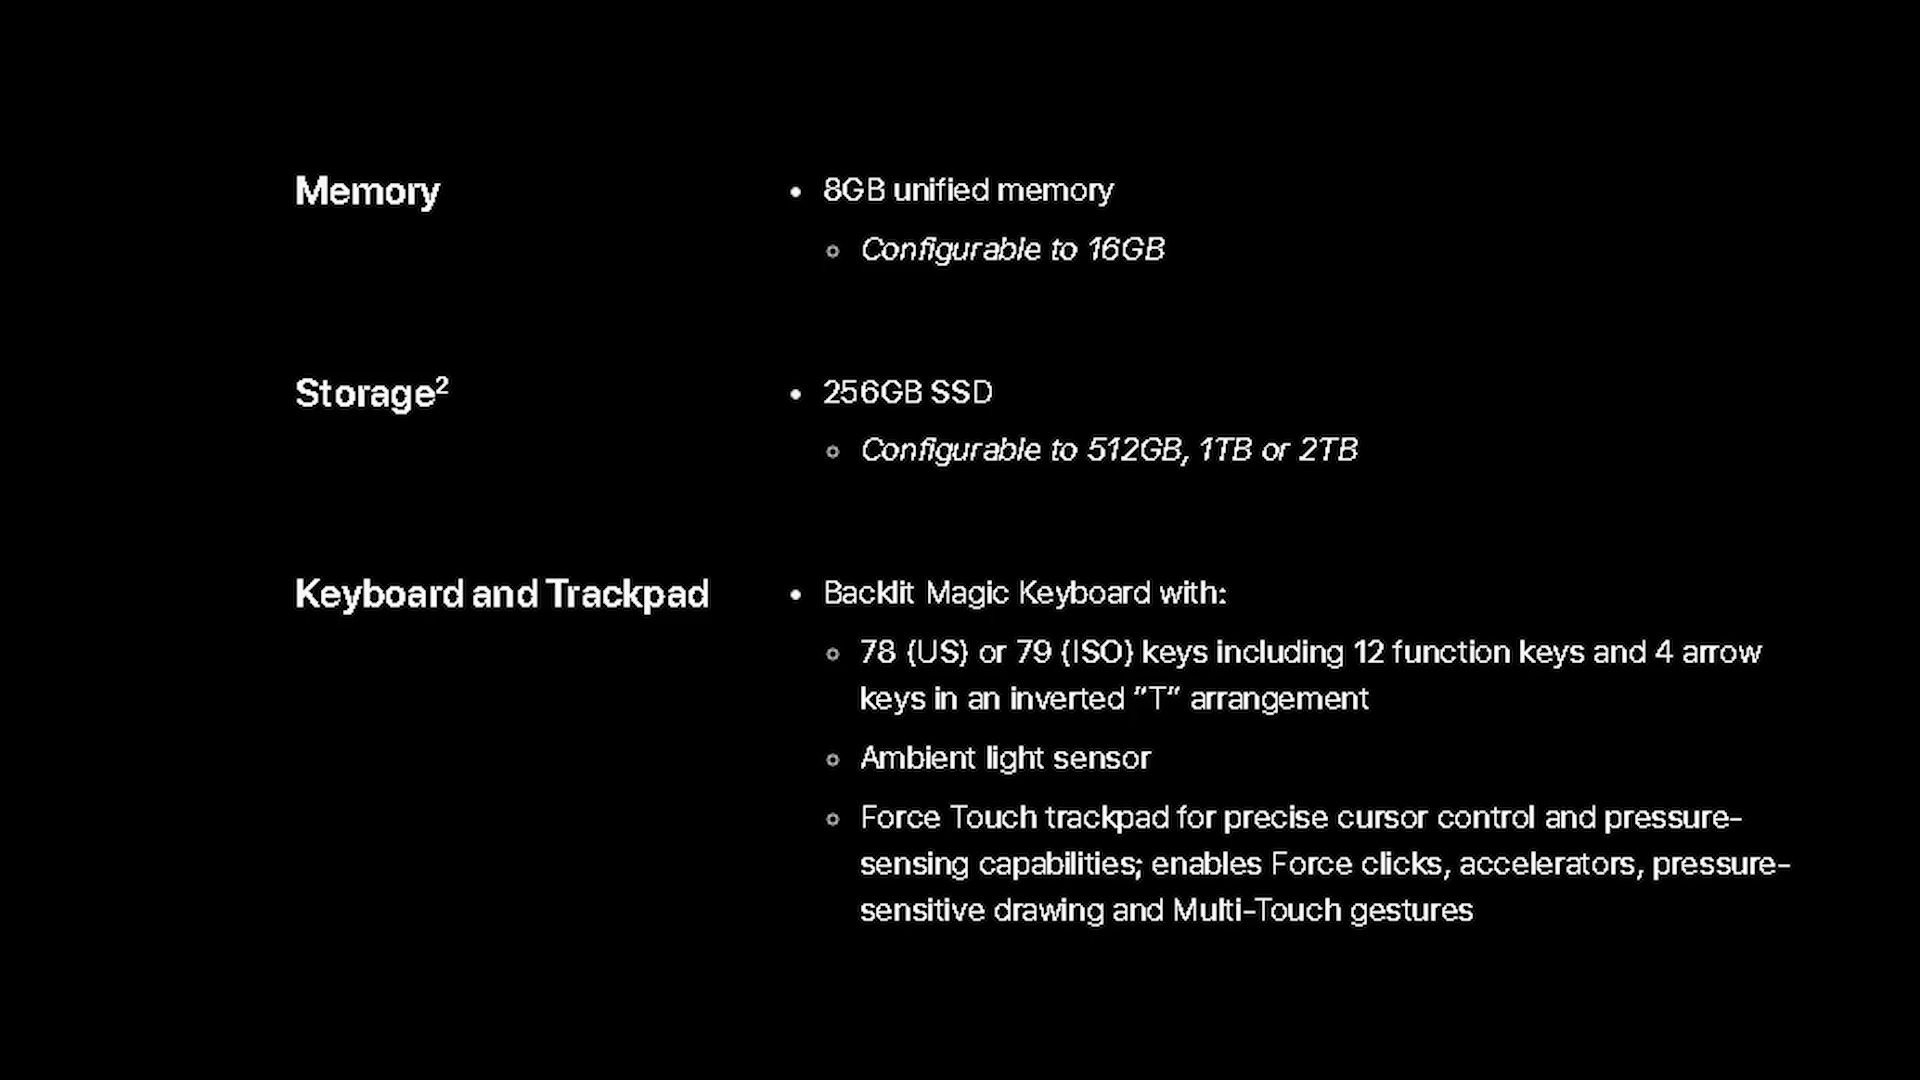 Memory
• 8GB unified memory
◦ Configurable to 16GB
Storage²
• 256GB SSD
◦ Configurable to 512GB, 1TB or 2TB
Keyboard and Trackpad
• Backlit Magic Keyboard with:
◦ 78 (US) or 79 (ISO) keys including 12 function keys and 4 arrow
keys in an inverted “T” arrangement
◦ Ambient light sensor
◦ Force Touch trackpad for precise cursor control and pressure-
sensing capabilities; enables Force clicks, accelerators, pressure-
sensitive drawing and Multi-Touch gestures